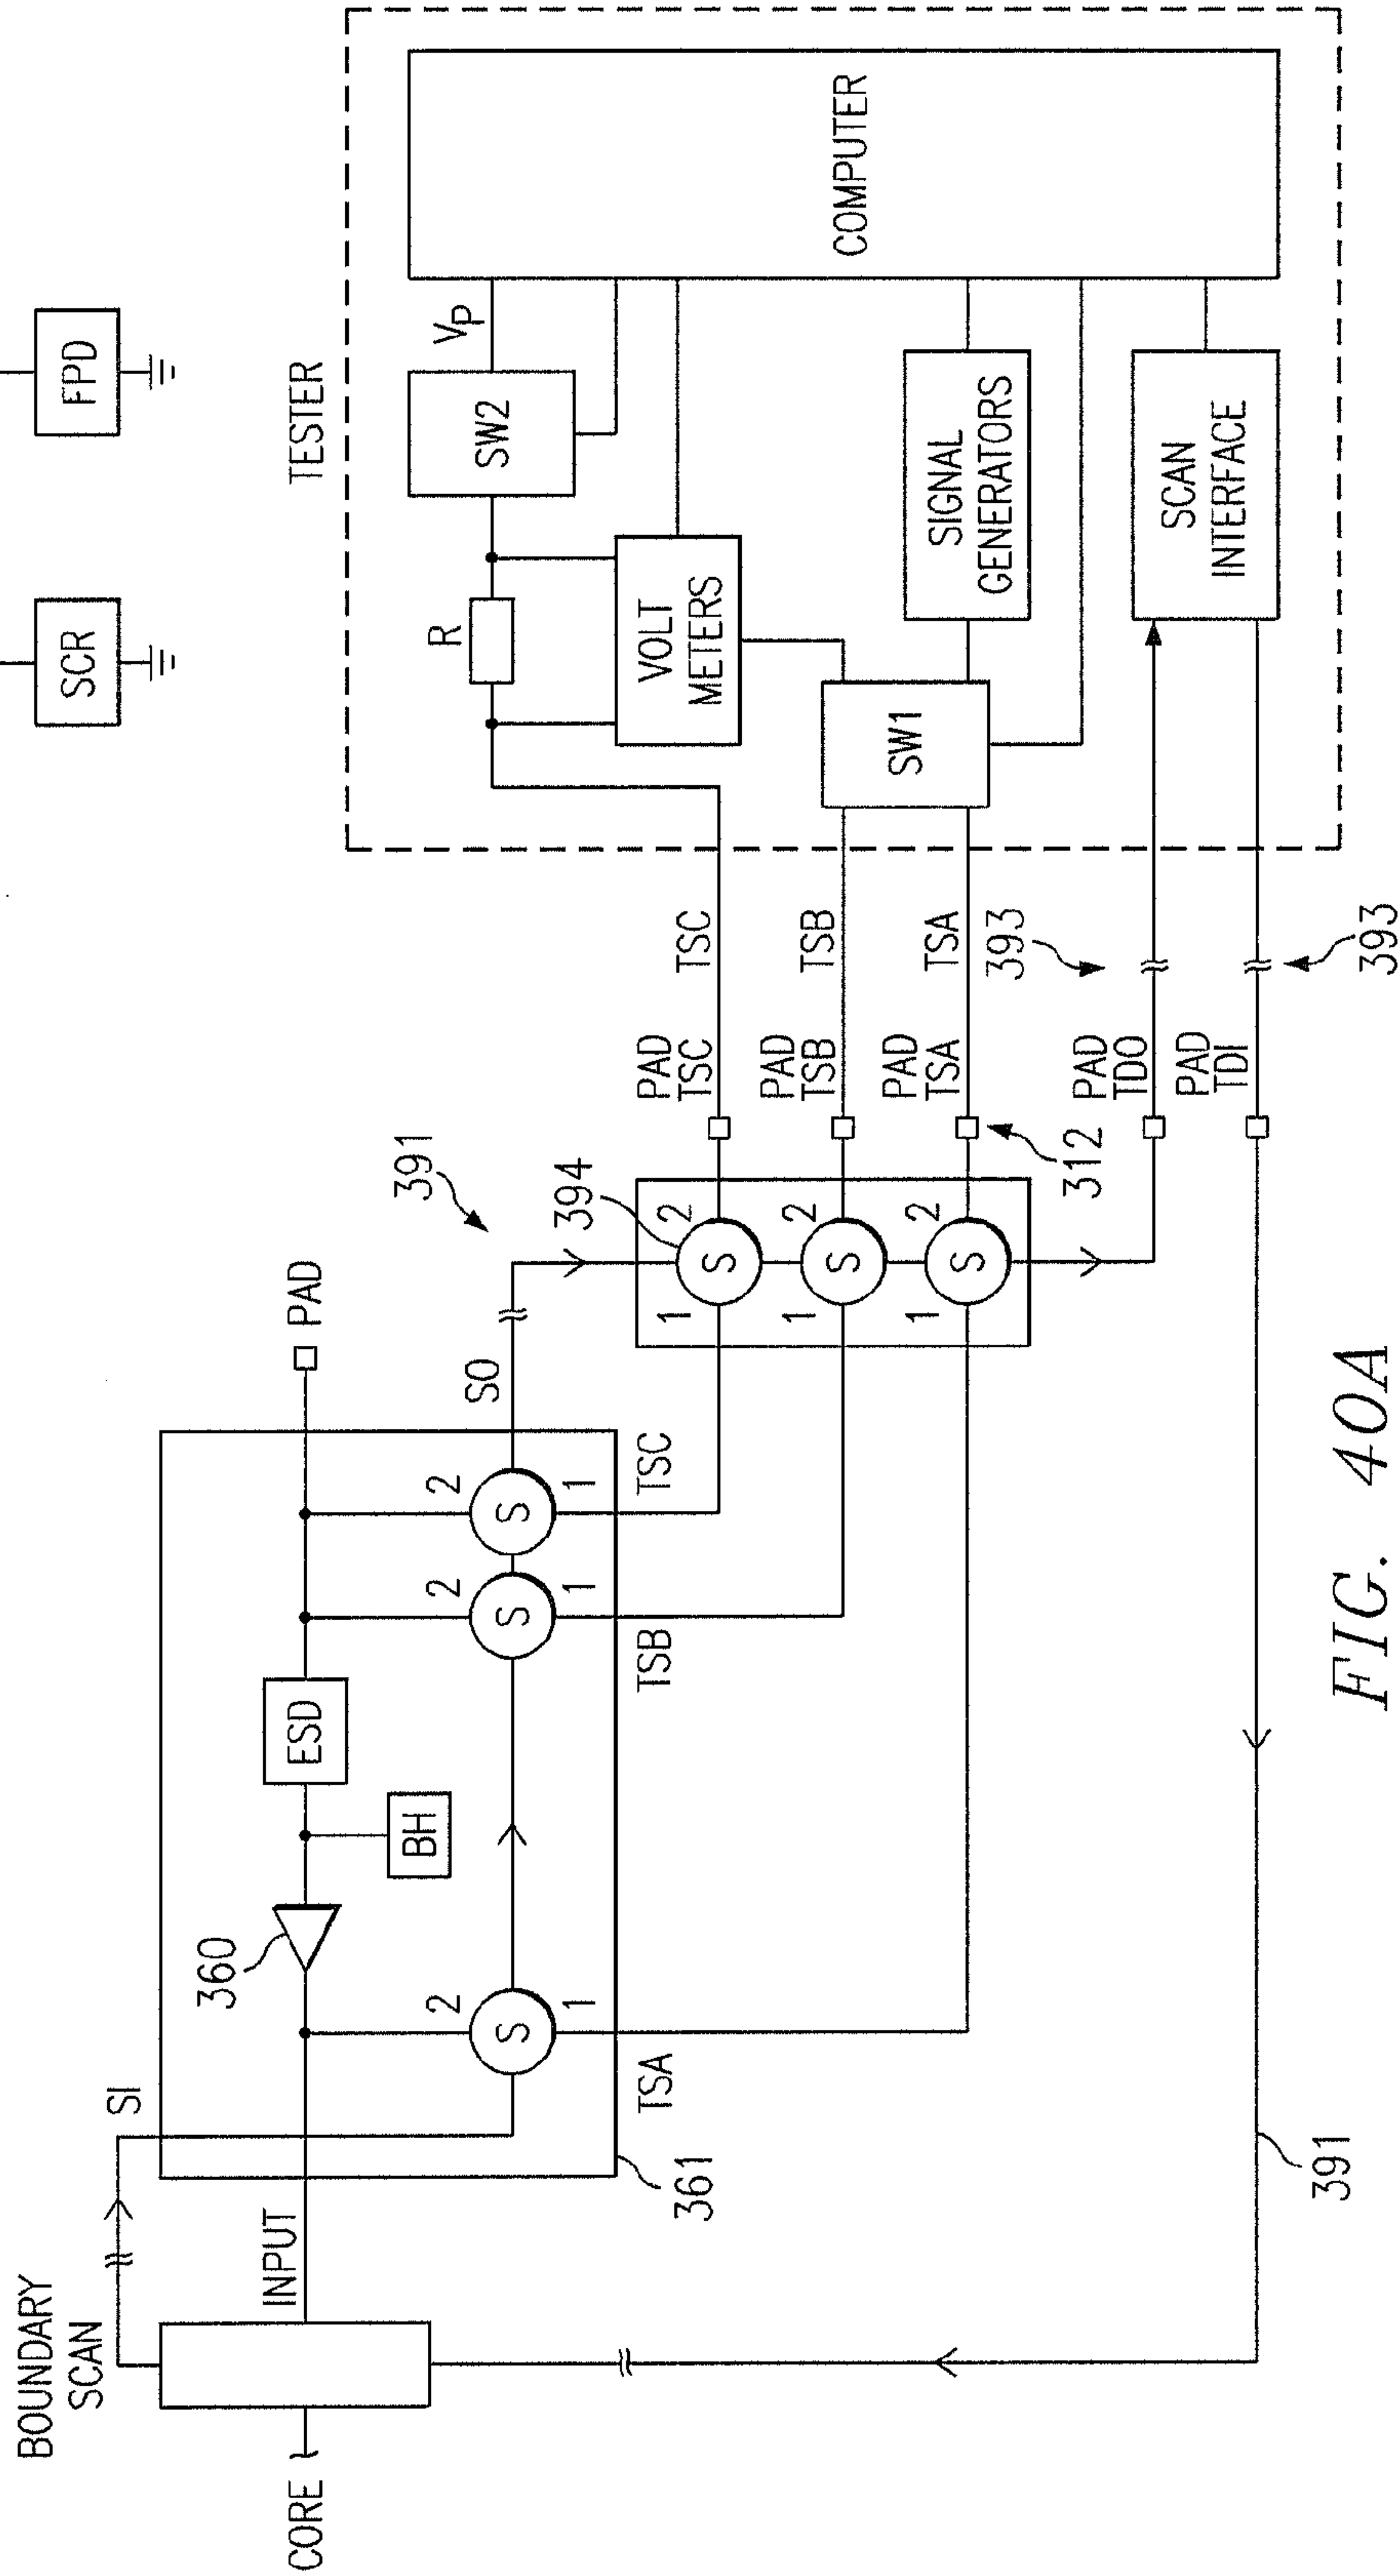 SCR
FPD
TESTER
COMPUTER
VP
SW2
R
VOLT
METERS
SIGNAL
GENERATORS
SW1
SCAN
INTERFACE
TSC
TSB
TSA
393
393
PAD
TSC
PAD
TSB
PAD
TSA
PAD
TDO
PAD
TDI
312
391
394
1
S
2
1
S
2
1
S
2
PAD
SO
2
S
1
TSC
2
S
1
TSB
ESD
BH
360
2
S
1
TSA
SI
361
INPUT
BOUNDARY
SCAN
CORE
391
FIG. 40A